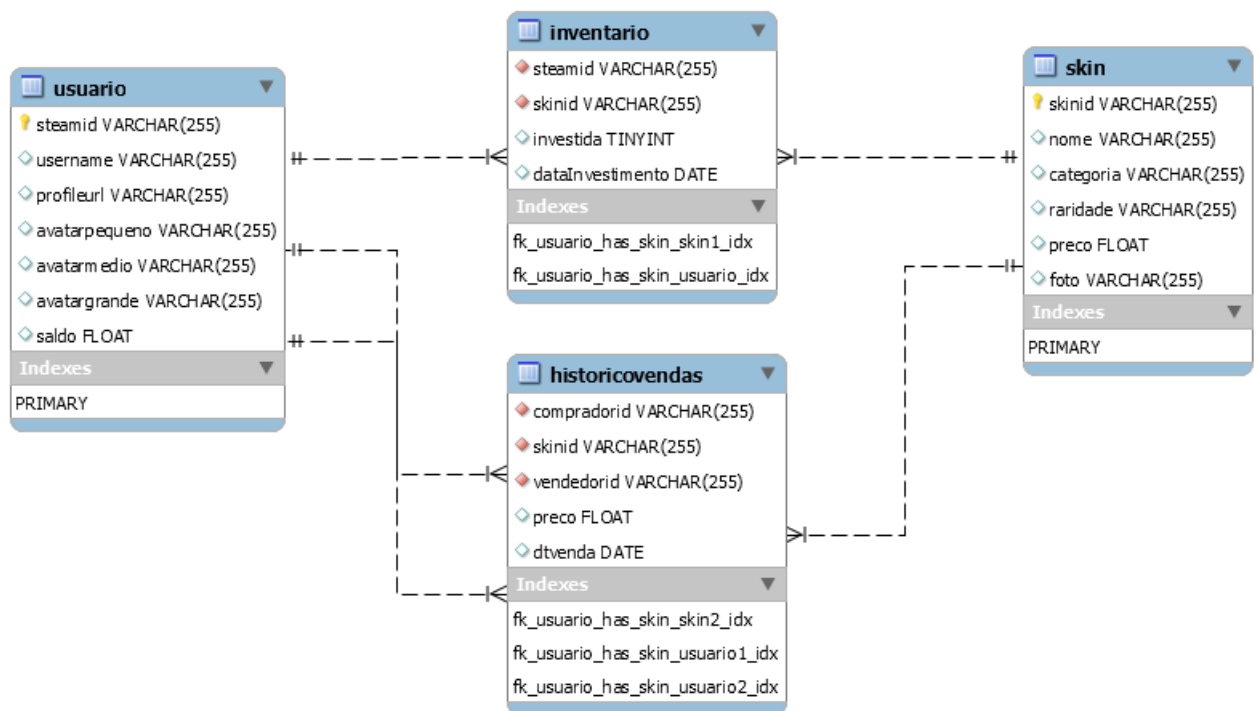 usuario
steamid VARCHAR(255)
username VARCHAR(255)
profileurl VARCHAR(255)
avatarpequeno VARCHAR(255)
avatarmedio VARCHAR(255)
avatargrande VARCHAR(255)
saldo FLOAT
Indexes
PRIMARY
inventario
steamid VARCHAR(255)
skinid VARCHAR(255)
investida TINYINT
dataInvestimento DATE
Indexes
fk_usuario_has_skin_skin1_idx
fk_usuario_has_skin_usuario_idx
historicovendas
compradorid VARCHAR(255)
skinid VARCHAR(255)
vendedorid VARCHAR(255)
preco FLOAT
dtvenda DATE
Indexes
fk_usuario_has_skin_skin2_idx
fk_usuario_has_skin_usuario1_idx
fk_usuario_has_skin_usuario2_idx
skin
skinid VARCHAR(255)
nome VARCHAR(255)
categoria VARCHAR(255)
raridade VARCHAR(255)
preco FLOAT
foto VARCHAR(255)
Indexes
PRIMARY